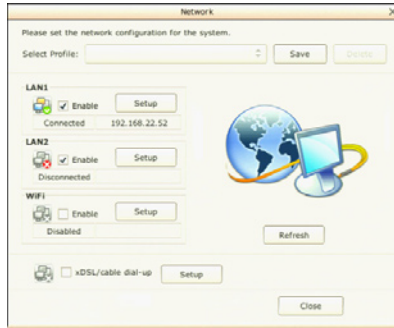 Network
Please set the network configuration for the system.
Select Profile: Save Delete
LAN1
Enable Setup
Connected 192.168.22.52
LAN2
Enable Setup
Disconnected
WiFi
Enable Setup
Disabled
Refresh
xDSL/cable dial-up Setup
Close